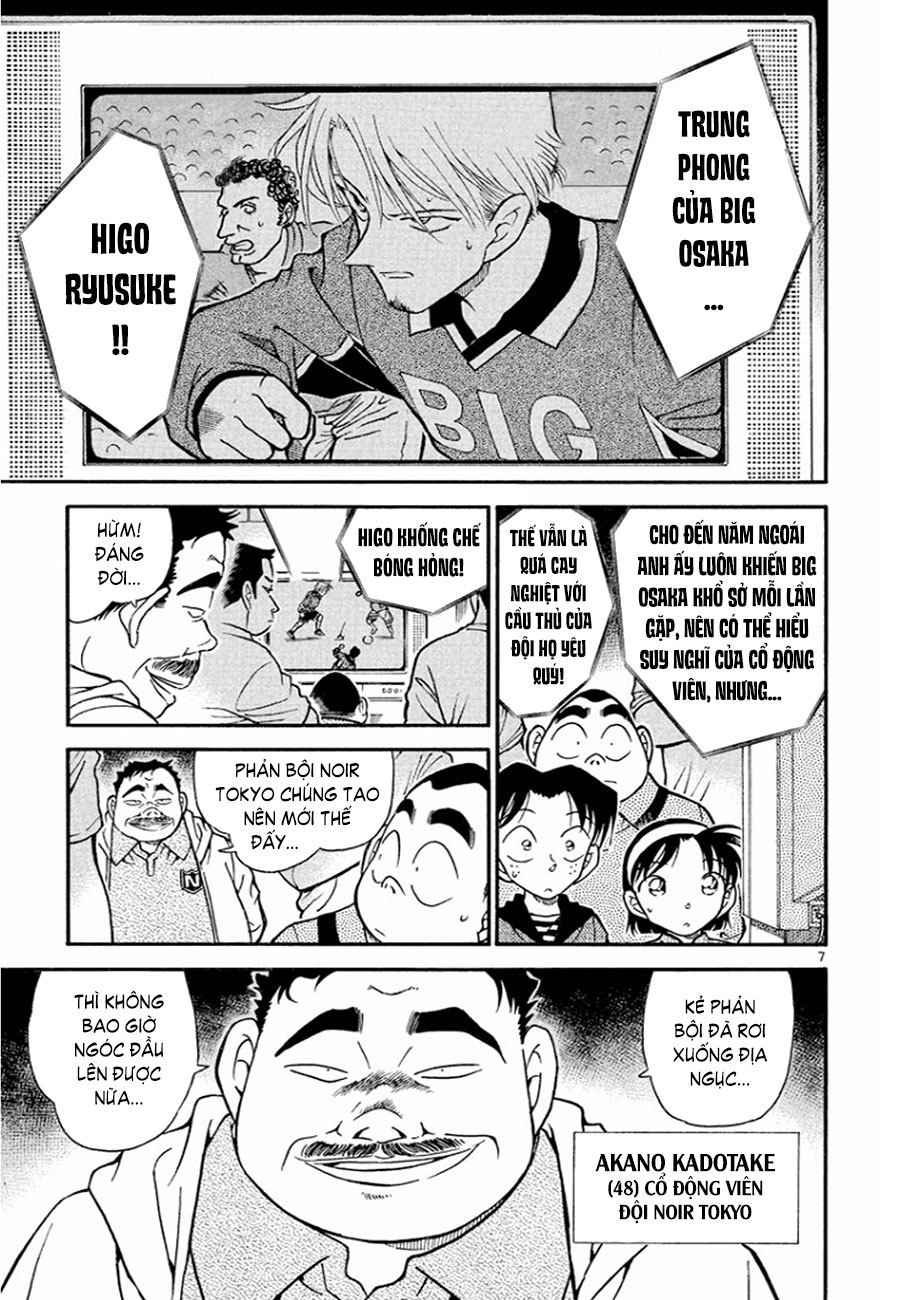 TRUNG
PHONG
CỦA BIG
OSAKA
...
HIGO
RYUSUKE
!!
BIG
CHO ĐẾN NĂM NGOÁI
ANH ẤY LUÔN KHIẾN BIG
OSAKA KHỔ SỞ MỖI LẦN
GẶP, NÊN CÓ THỂ HIỂU
SUY NGHĨ CỦA CỔ ĐỘNG
VIÊN, NHƯNG...
THẾ VẪN LÀ
QUÁ CAY
NGHIỆT VỚI
CẦU THỦ CỦA
ĐỘI HỌ YÊU
QUÝ!
HIGO KHỐNG CHẾ
BÓNG HỎNG!
HỪM!
ĐÁNG
ĐỜI...
PHẢN BỘI NOIR
TOKYO CHÚNG TAO
NÊN MỚI THẾ
ĐẤY...
N
7
KẺ PHẢN
BỘI ĐÃ RƠI
XUỐNG ĐỊA
NGỤC...
THÌ KHÔNG
BAO GIỜ
NGÓC ĐẦU
LÊN ĐƯỢC
NỮA...
AKANO KADOTAKE
(48) CỔ ĐỘNG VIÊN
ĐỘI NOIR TOKYO